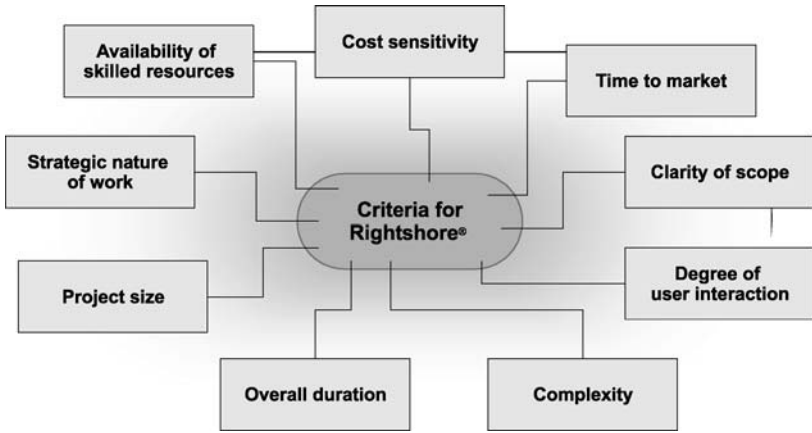 Cost sensitivity
Availability of
skilled resources
Time to market
Strategic nature
of work
Clarity of scope
Criteria for
Rightshore®
Project size
Degree of
user interaction
Overall duration
Complexity